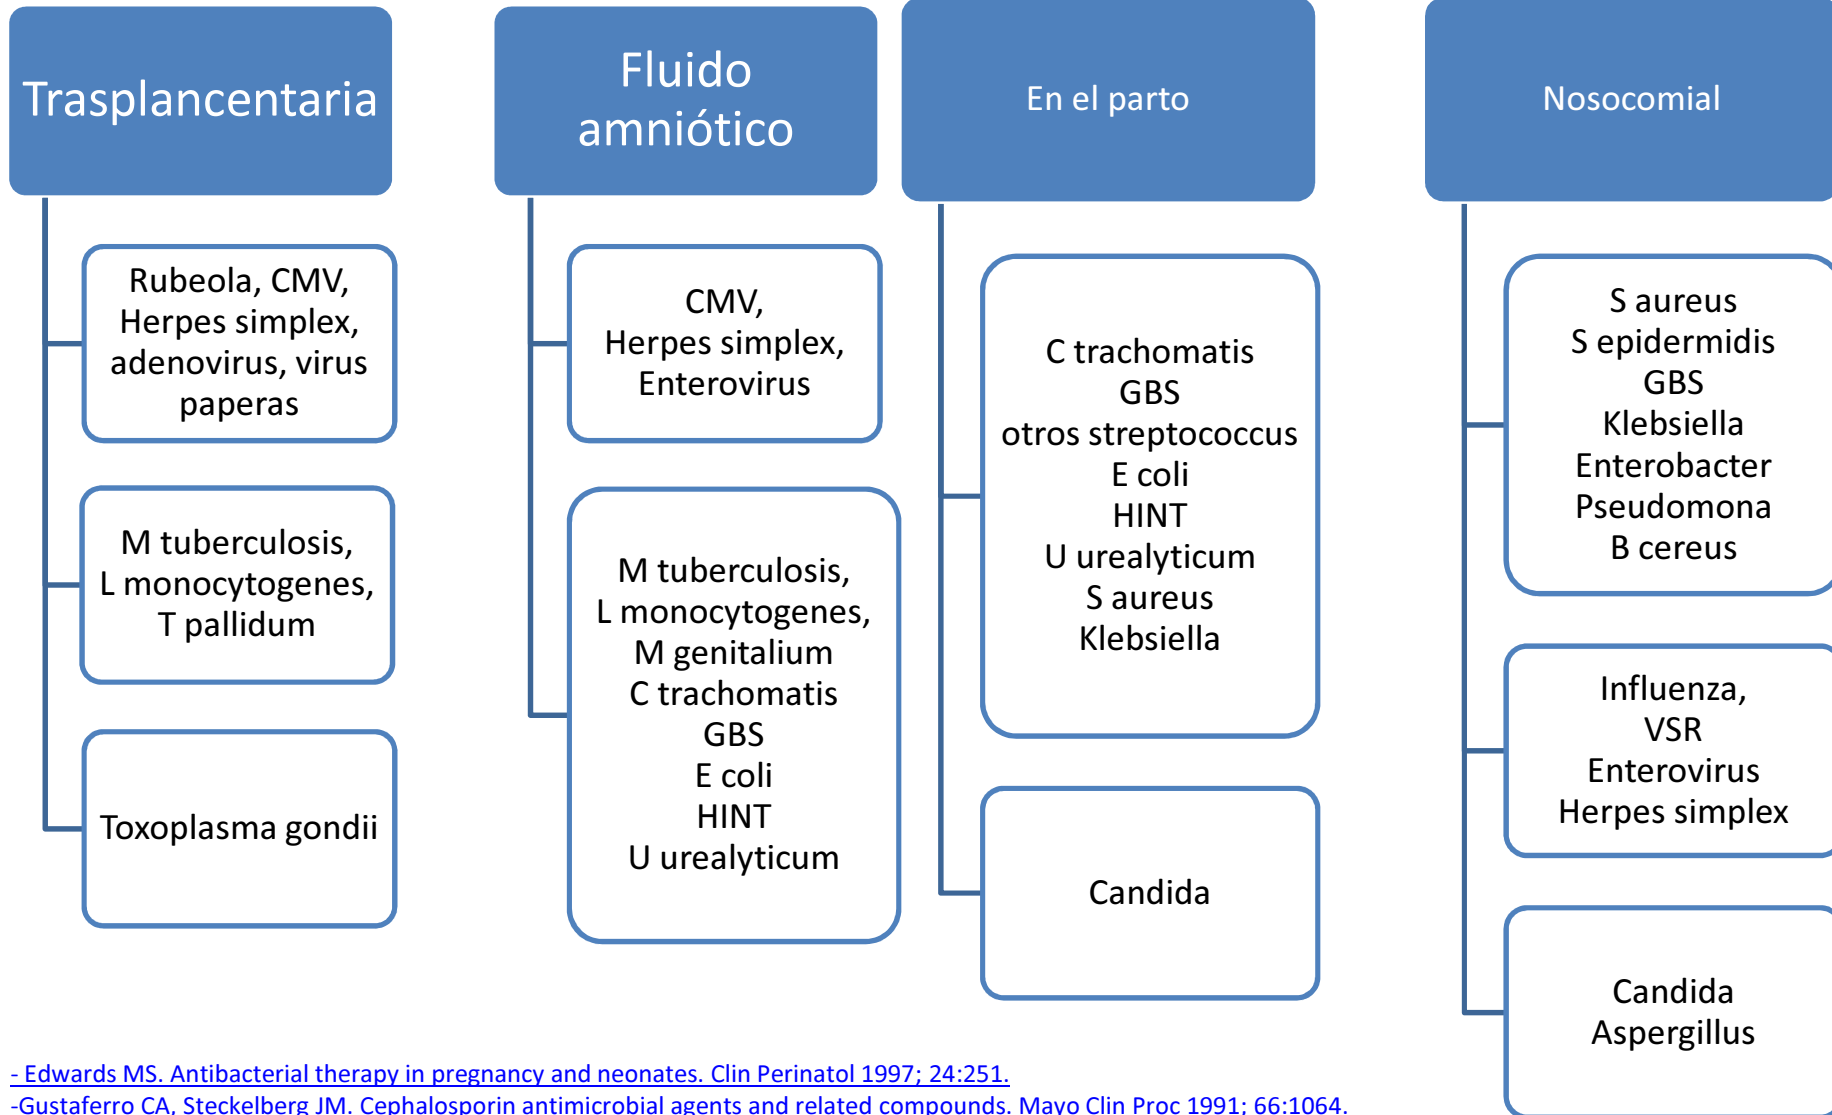 Trasplancentaria
Rubeola, CMV,
Herpes simplex,
adenovirus, virus
paperas
M tuberculosis,
L monocytogenes,
T pallidum
Toxoplasma gondii
Fluido
amniótico
CMV,
Herpes simplex,
Enterovirus
M tuberculosis,
L monocytogenes,
M genitalium
C trachomatis
GBS
E coli
HINT
U urealyticum
En el parto
C trachomatis
GBS
otros streptococcus
E coli
HINT
U urealyticum
S aureus
Klebsiella
Candida
Nosocomial
S aureus
S epidermidis
GBS
Klebsiella
Enterobacter
Pseudomona
B cereus
Influenza,
VSR
Enterovirus
Herpes simplex
Candida
Aspergillus
- Edwards MS. Antibacterial therapy in pregnancy and neonates. Clin Perinatol 1997; 24:251.
-Gustaferro CA, Steckelberg JM. Cephalosporin antimicrobial agents and related compounds. Mayo Clin Proc 1991; 66:1064.